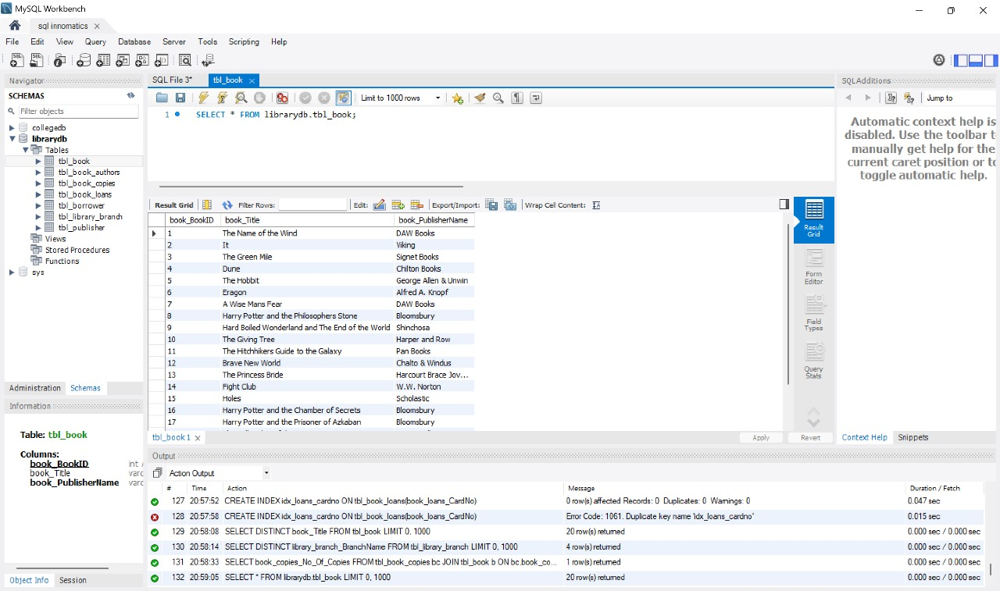 MySQL Workbench
sql innomatics
File Edit View Query Database Server Tools Scripting Help
Navigator
SCHEMAS
Filter objects
collegedb
librarydb
Tables
tbl_book
tbl_book_authors
tbl_book_copies
tbl_book_loans
tbl_borrower
tbl_library_branch
tbl_publisher
Views
Stored Procedures
Functions
sys
Administration Schemas
Information
Table: tbl_book
Columns:
book_BookID int
book_Title varc
book_PublisherName varc
Object Info Session
SQL File 3* tbl_book
Limit to 1000 rows
1 SELECT * FROM librarydb.tbl_book;
Result Grid Filter Rows: Edit: Export/Import: Wrap Cell Content:
book_BookID book_Title book_PublisherName
1 The Name of the Wind DAW Books
2 It Viking
3 The Green Mile Signet Books
4 Dune Chilton Books
5 The Hobbit George Allen & Unwin
6 Eragon Alfred A. Knopf
7 A Wise Mans Fear DAW Books
8 Harry Potter and the Philosophers Stone Bloomsbury
9 Hard Boiled Wonderland and The End of the World Shinchosa
10 The Giving Tree Harper and Row
11 The Hitchhikers Guide to the Galaxy Pan Books
12 Brave New World Chalto & Windus
13 The Princess Bride Harcourt Brace Jov...
14 Fight Club W.W. Norton
15 Holes Scholastic
16 Harry Potter and the Chamber of Secrets Bloomsbury
17 Harry Potter and the Prisoner of Azkaban Bloomsbury
Result Grid
Form Editor
Field Types
Query Stats
tbl_book 1 Apply Revert
SQLAdditions
Jump to
Automatic context help is
disabled. Use the toolbar t
manually get help for the
current caret position or to
toggle automatic help.
Context Help Snippets
Output
Action Output
# Time Action Message Duration / Fetch
127 20:57:52 CREATE INDEX idx_loans_cardno ON tbl_book_loans(book_loans_CardNo) 0 row(s) affected Records: 0 Duplicates: 0 Warnings: 0 0.047 sec
128 20:57:58 CREATE INDEX idx_loans_cardno ON tbl_book_loans(book_loans_CardNo) Error Code: 1061. Duplicate key name 'idx_loans_cardno' 0.015 sec
129 20:58:08 SELECT DISTINCT book_Title FROM tbl_book LIMIT 0, 1000 20 row(s) returned 0.000 sec / 0.000 sec
130 20:58:14 SELECT DISTINCT library_branch_BranchName FROM tbl_library_branch LIMIT 0, 1000 4 row(s) returned 0.000 sec / 0.000 sec
131 20:58:33 SELECT book_copies_No_Of_Copies FROM tbl_book_copies bc JOIN tbl_book b ON bc.book_co... 1 row(s) returned 0.000 sec / 0.000 sec
132 20:59:05 SELECT * FROM librarydb.tbl_book LIMIT 0, 1000 20 row(s) returned 0.000 sec / 0.000 sec